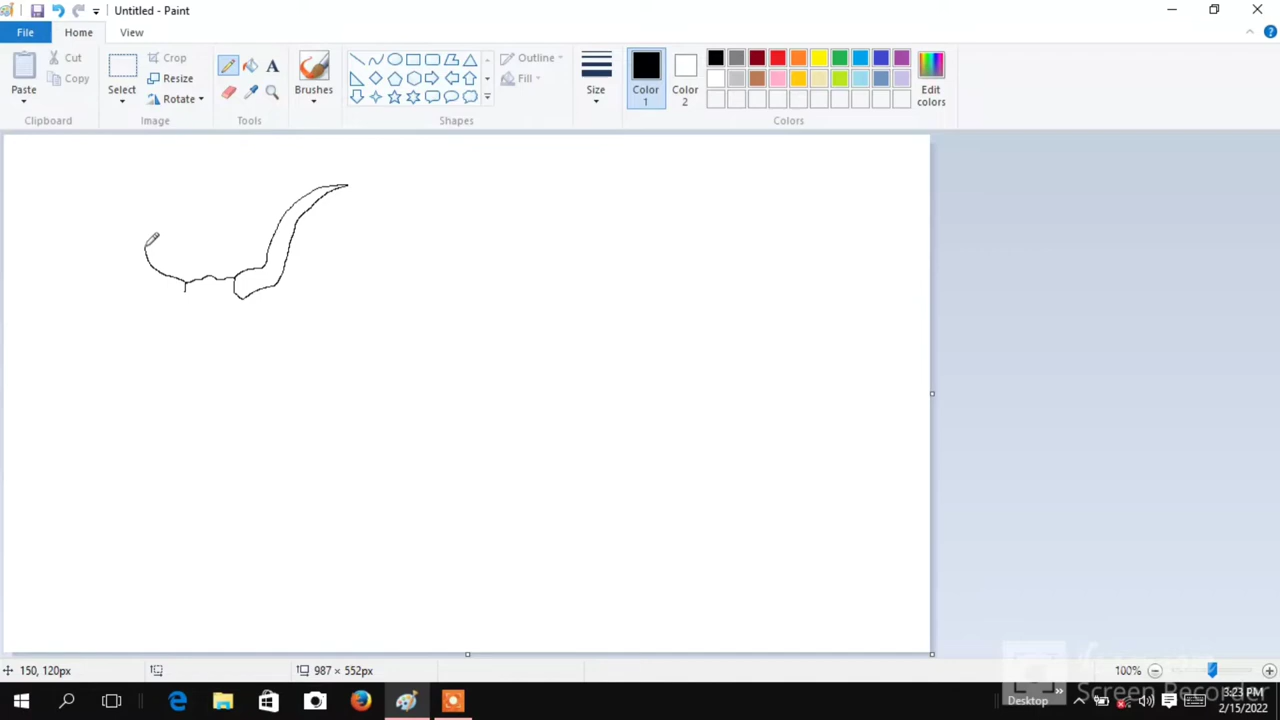 Untitled - Paint
File
Home
View
Paste
Cut
Copy
Clipboard
Select
Crop
Resize
Rotate
Image
Tools
Brushes
Outline
Fill
Shapes
Size
Color
1
Color
2
Edit
colors
Colors
150, 120px
987 × 552px
100%
Screen Recorder
Desktop
3:23 PM
2/15/2022